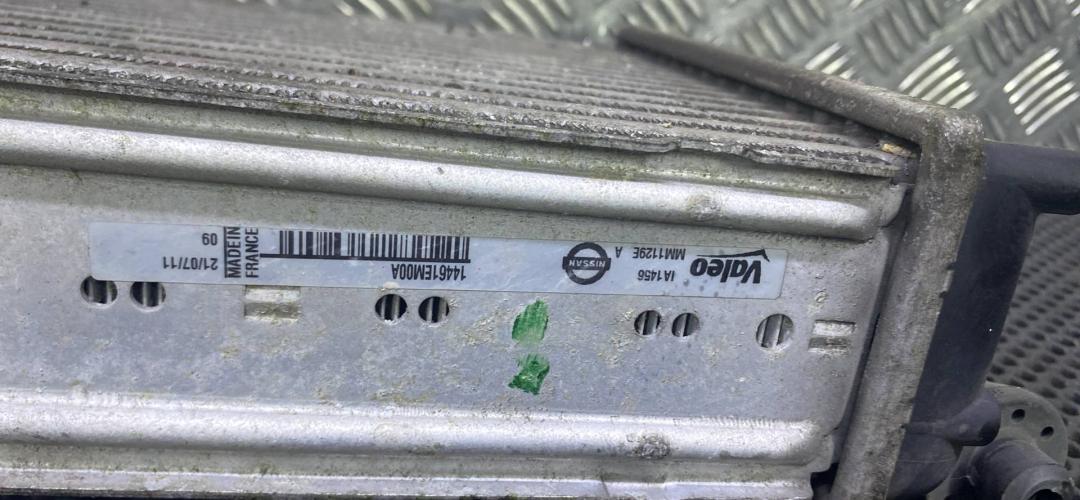 Valeo
IA1456
MM1129E A
NISSAN
14461EM00A
MADE IN
FRANCE
21/07/11
09